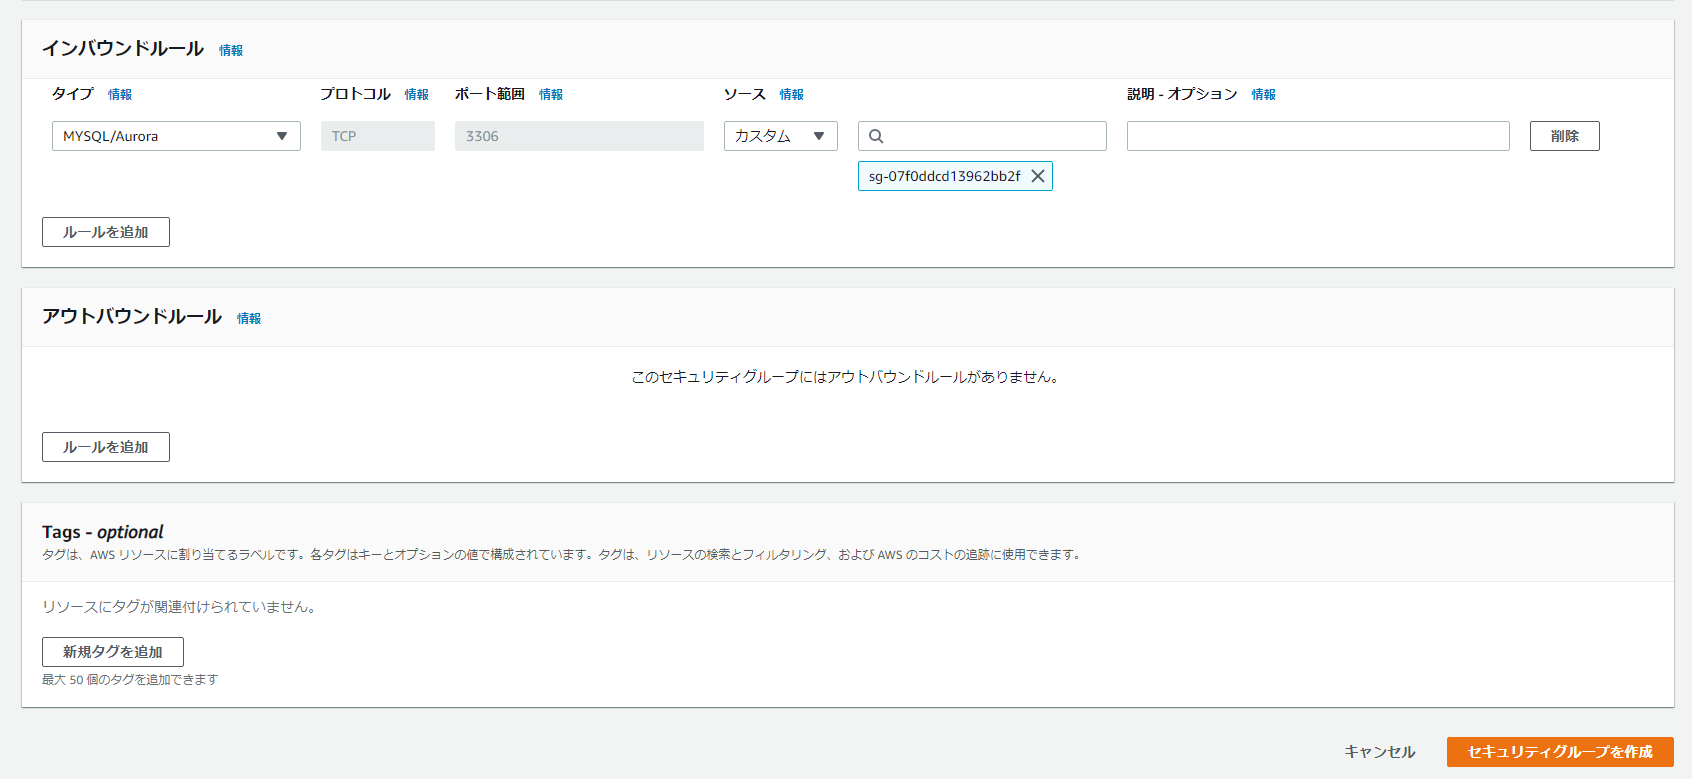 インバウンドルール 情報
タイプ 情報 プロトコル 情報 ポート範囲 情報 ソース 情報 説明 - オプション 情報
MYSQL/Aurora TCP 3306 カスタム 削除
sg-07f0ddcd13962bb2f
ルールを追加
アウトバウンドルール 情報
このセキュリティグループにはアウトバウンドルールがありません。
ルールを追加
Tags - optional
タグは、AWS リソースに割り当てるラベルです。各タグはキーとオプションの値で構成されています。タグは、リソースの検索とフィルタリング、および AWS のコストの追跡に使用できます。
リソースにタグが関連付けられていません。
新規タグを追加
最大 50 個のタグを追加できます
キャンセル セキュリティグループを作成